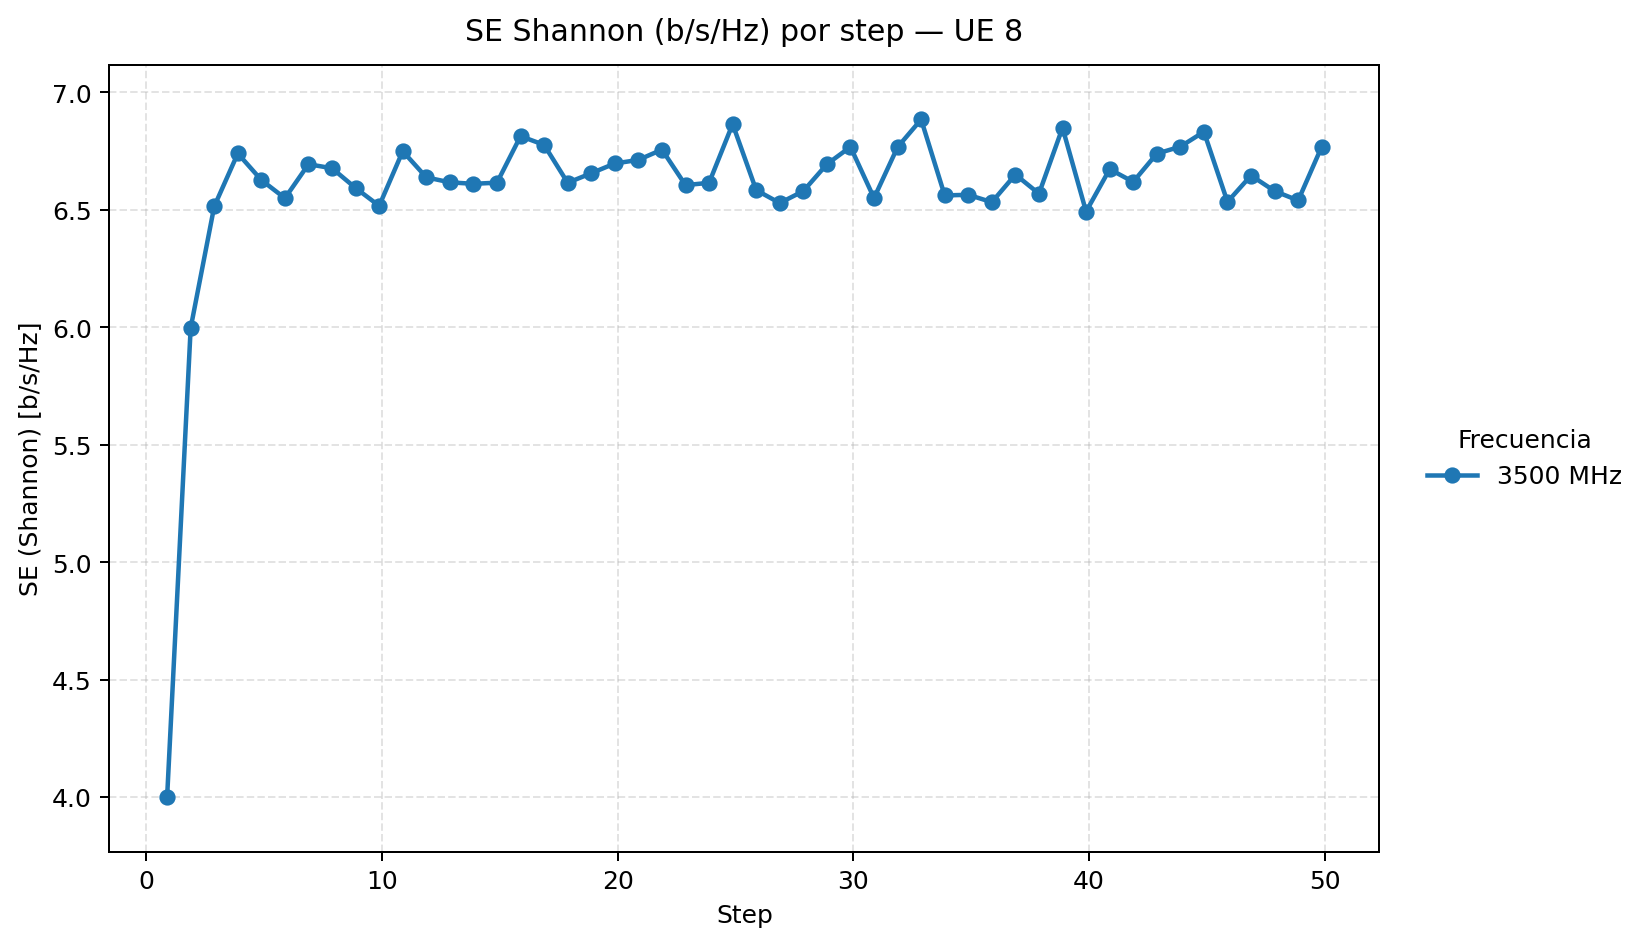 SE Shannon (b/s/Hz) por step — UE 8
SE (Shannon) [b/s/Hz]
7.0
6.5
6.0
5.5
5.0
4.5
4.0
0
10
20
30
40
50
Step
Frecuencia
3500 MHz